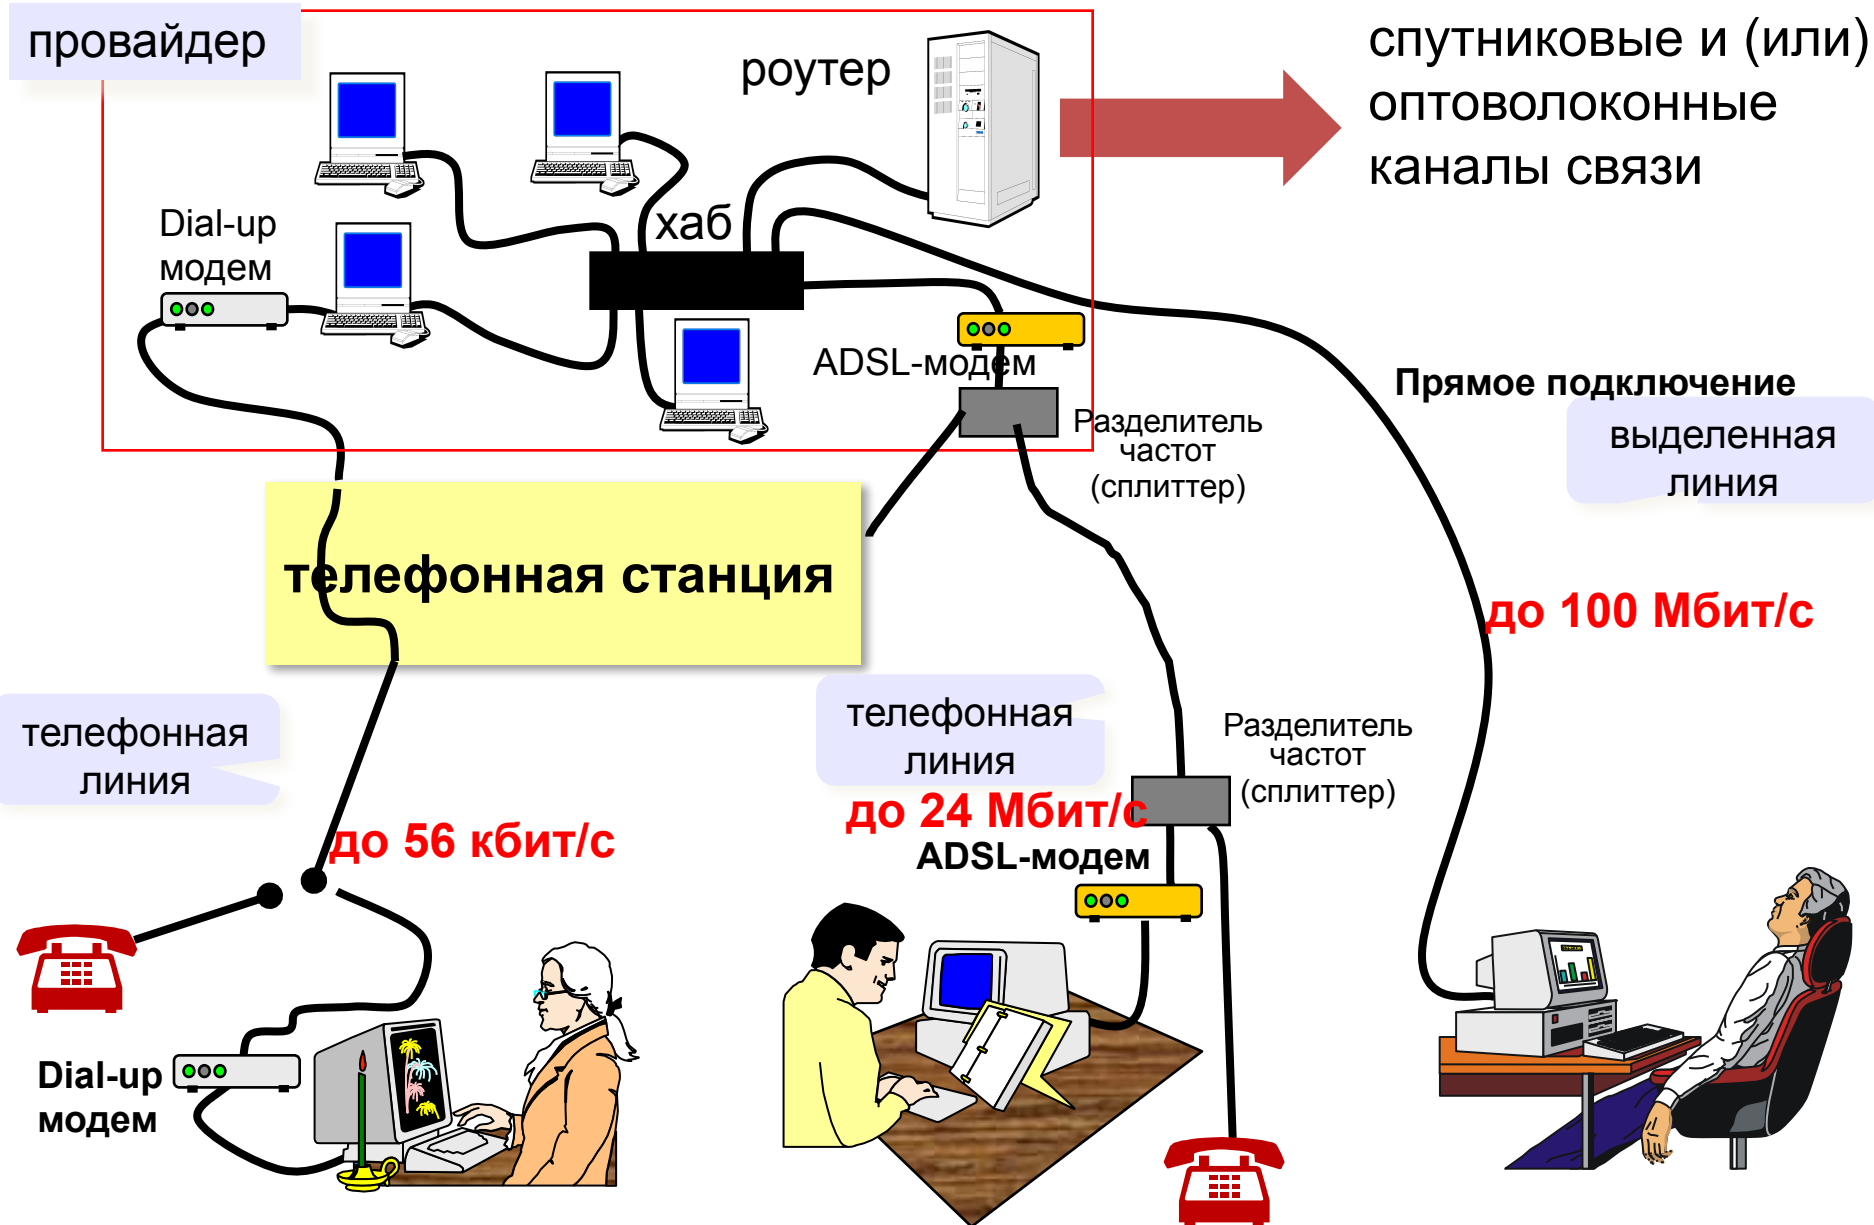 провайдер
роутер
спутниковые и (или)
оптоволоконные
каналы связи
хаб
Dial-up
модем
ADSL-модем
Разделитель
частот
(сплиттер)
Прямое подключение
выделенная
линия
телефонная станция
до 100 Мбит/с
телефонная
линия
телефонная
линия
Разделитель
частот
(сплиттер)
до 56 кбит/с
до 24 Мбит/с
ADSL-модем
Dial-up
модем